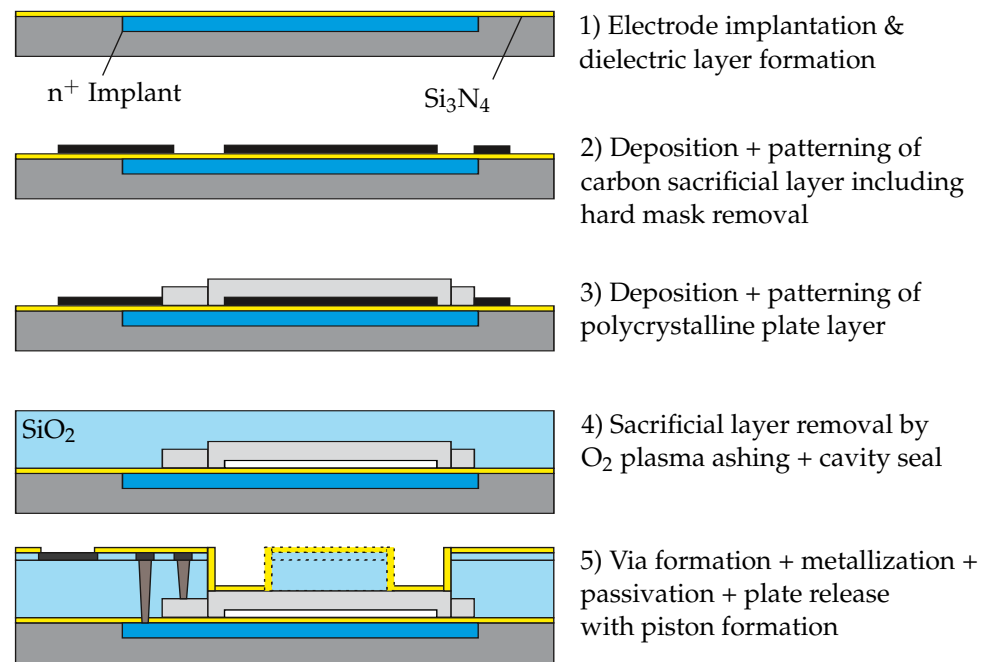 1) Electrode implantation &
dielectric layer formation
n⁺ Implant
Si₃N₄
2) Deposition + patterning of
carbon sacrificial layer including
hard mask removal
3) Deposition + patterning of
polycrystalline plate layer
SiO₂
4) Sacrificial layer removal by
O₂ plasma ashing + cavity seal
5) Via formation + metallization +
passivation + plate release
with piston formation